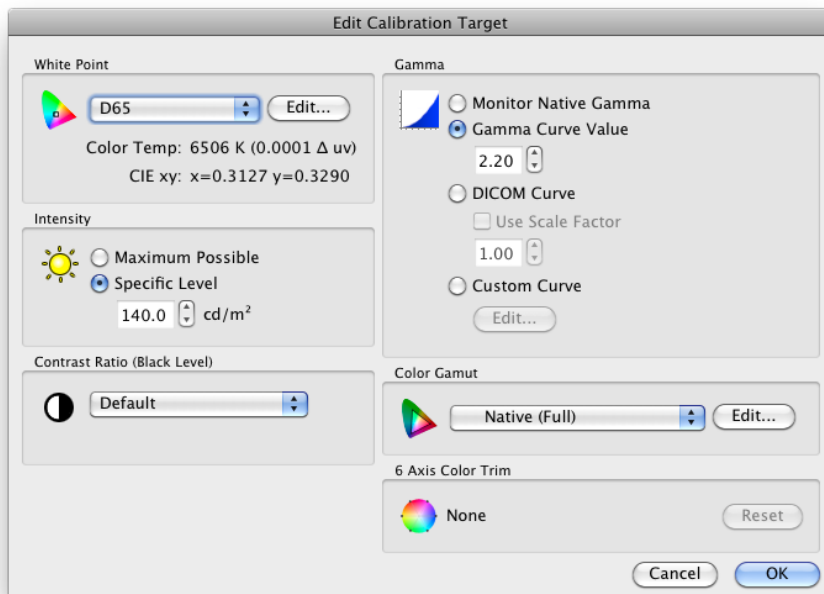 Edit Calibration Target
White Point
D65
Edit...
Color Temp: 6506 K (0.0001 Δ uv)
CIE xy: x=0.3127 y=0.3290
Intensity
Maximum Possible
Specific Level
140.0 cd/m²
Contrast Ratio (Black Level)
Default
Gamma
Monitor Native Gamma
Gamma Curve Value
2.20
DICOM Curve
Use Scale Factor
1.00
Custom Curve
Edit...
Color Gamut
Native (Full)
Edit...
6 Axis Color Trim
None
Reset
Cancel
OK